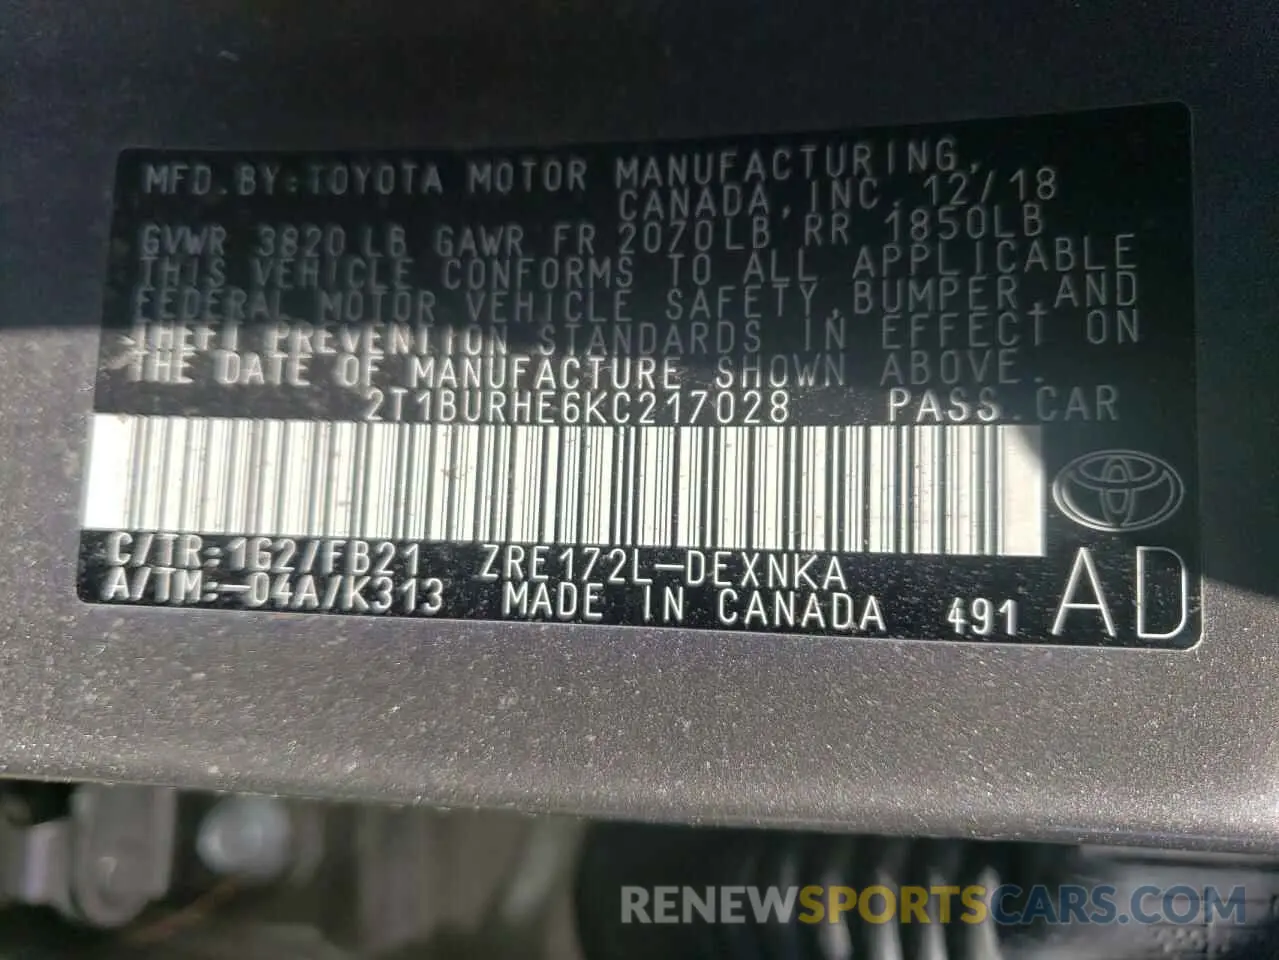 MFD.BY:TOYOTA MOTOR MANUFACTURING,
CANADA,INC. 12/18
GVWR 3820LB GAWR FR 2070LB RR 1850LB
THIS VEHICLE CONFORMS TO ALL APPLICABLE
FEDERAL MOTOR VEHICLE SAFETY,BUMPER,AND
THEFT PREVENTION STANDARDS IN EFFECT ON
THE DATE OF MANUFACTURE SHOWN ABOVE.
2T1BURHE6KC217028 PASS.CAR
C/TR:1G2/FB21 ZRE172L-DEXNKA
A/TM:-04A/K313 MADE IN CANADA 491 AD
RENEWSPORTSCARS.COM